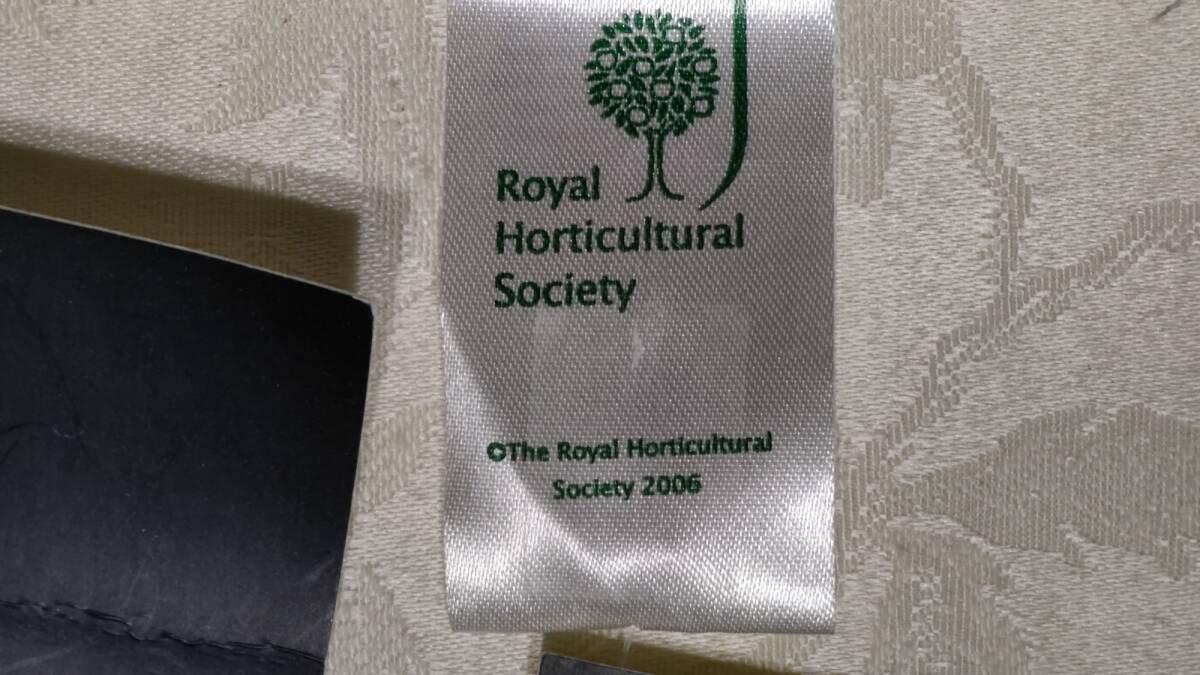 Royal
Horticultural
Society
©The Royal Horticultural
Society 2006